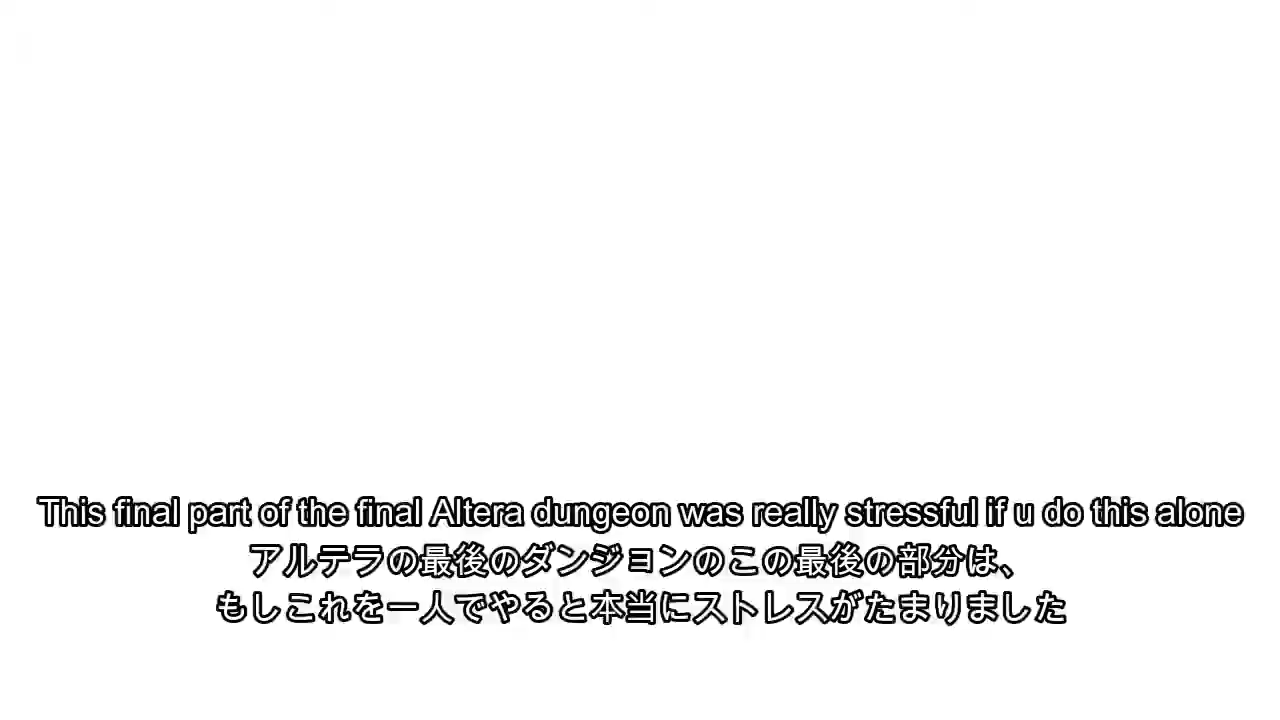 This final part of the final Altera dungeon was really stressful if u do this alone
アルテラの最後のダンジョンのこの最後の部分は、
もしこれを一人でやると本当にストレスがたまりました